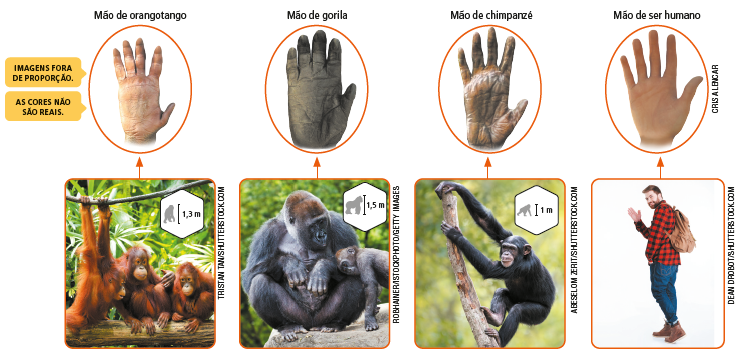 Mão de orangotango
Mão de gorila
Mão de chimpanzé
Mão de ser humano
IMAGENS FORA
DE PROPORÇÃO.
AS CORES NÃO
SÃO REAIS.
CRIS ALENCAR
1,3 m
TRISTAN TAN/SHUTTERSTOCK.COM
1,5 m
ROBHAINER/ISTOCKPHOTO/GETTY IMAGES
1 m
ABESELOM ZERIT/SHUTTERSTOCK.COM
DEAN DROBOT/SHUTTERSTOCK.COM